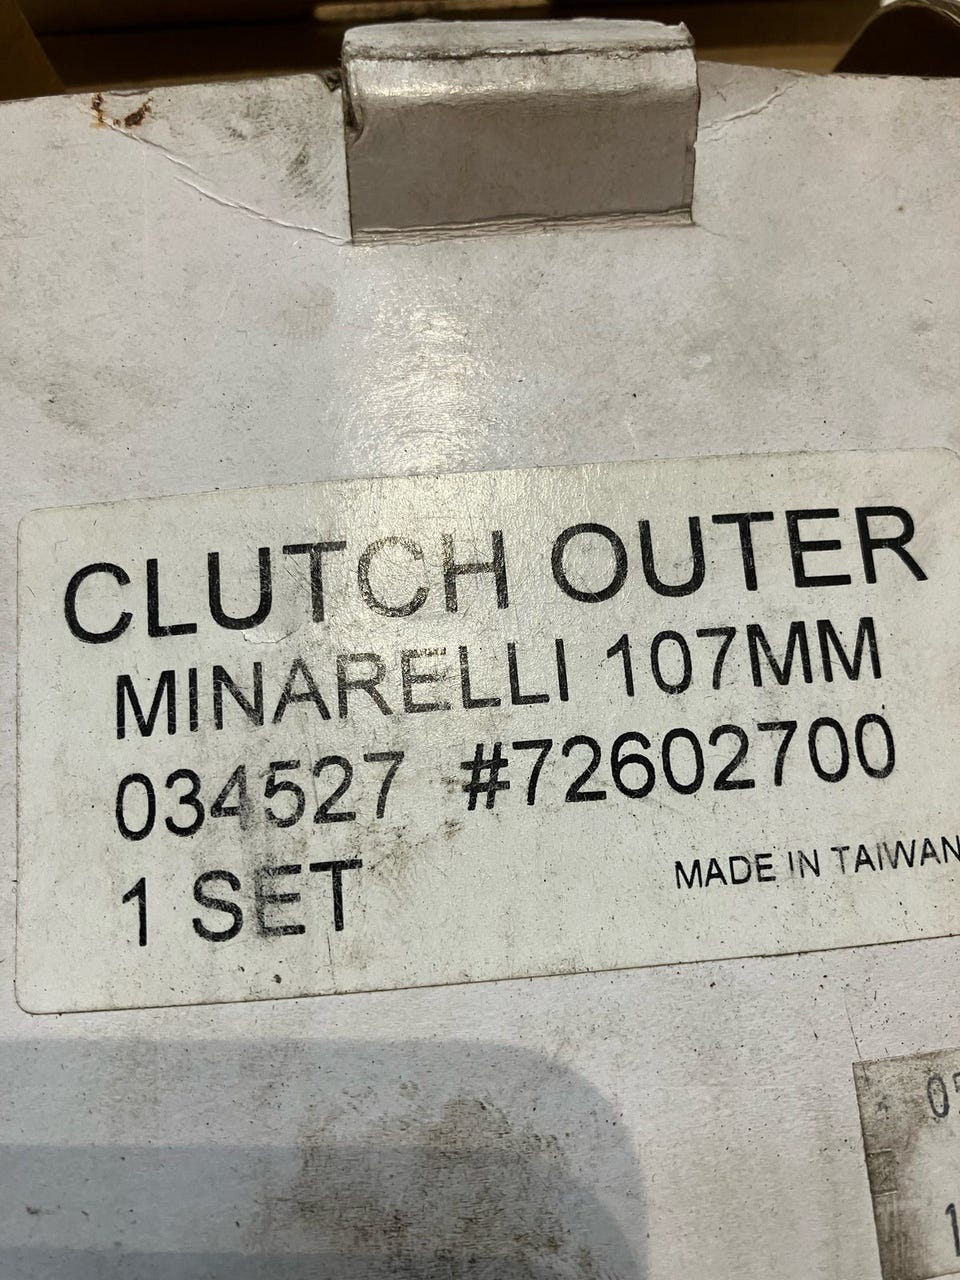 CLUTCH OUTER
MINARELLI 107MM
034527 #72602700
1 SET
MADE IN TAIWAN